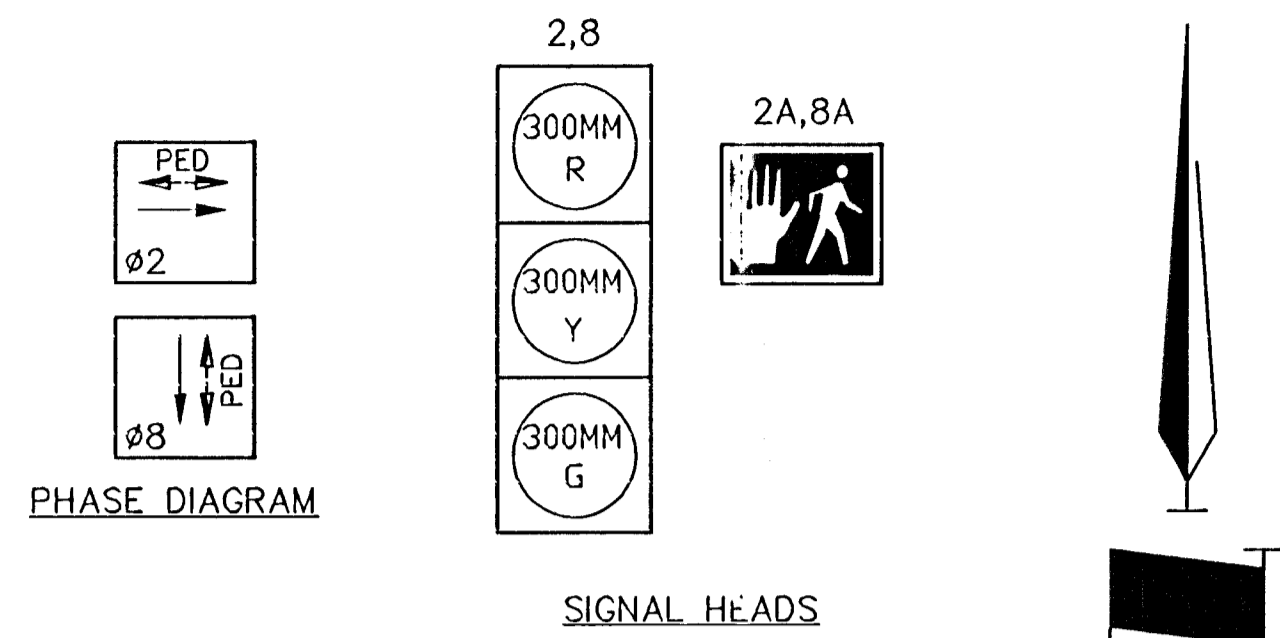 PED
ø2
PED
ø8
PHASE DIAGRAM
2,8
300MM
R
300MM
Y
300MM
G
2A,8A
SIGNAL HEADS